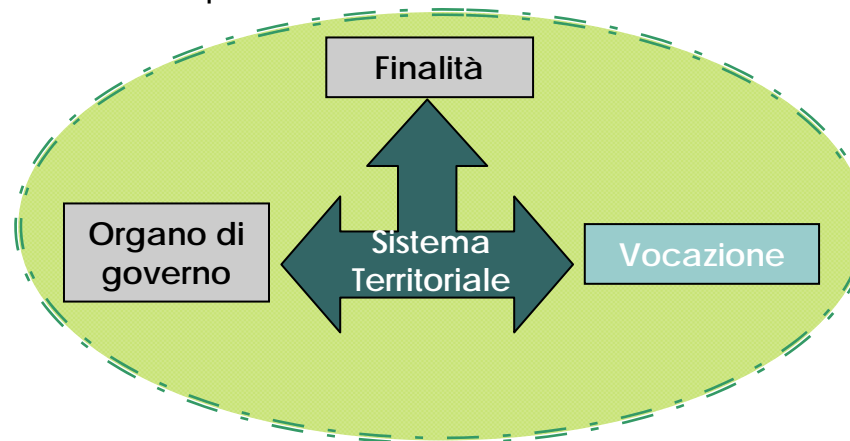 Finalità
Organo di
governo
Sistema
Territoriale
Vocazione